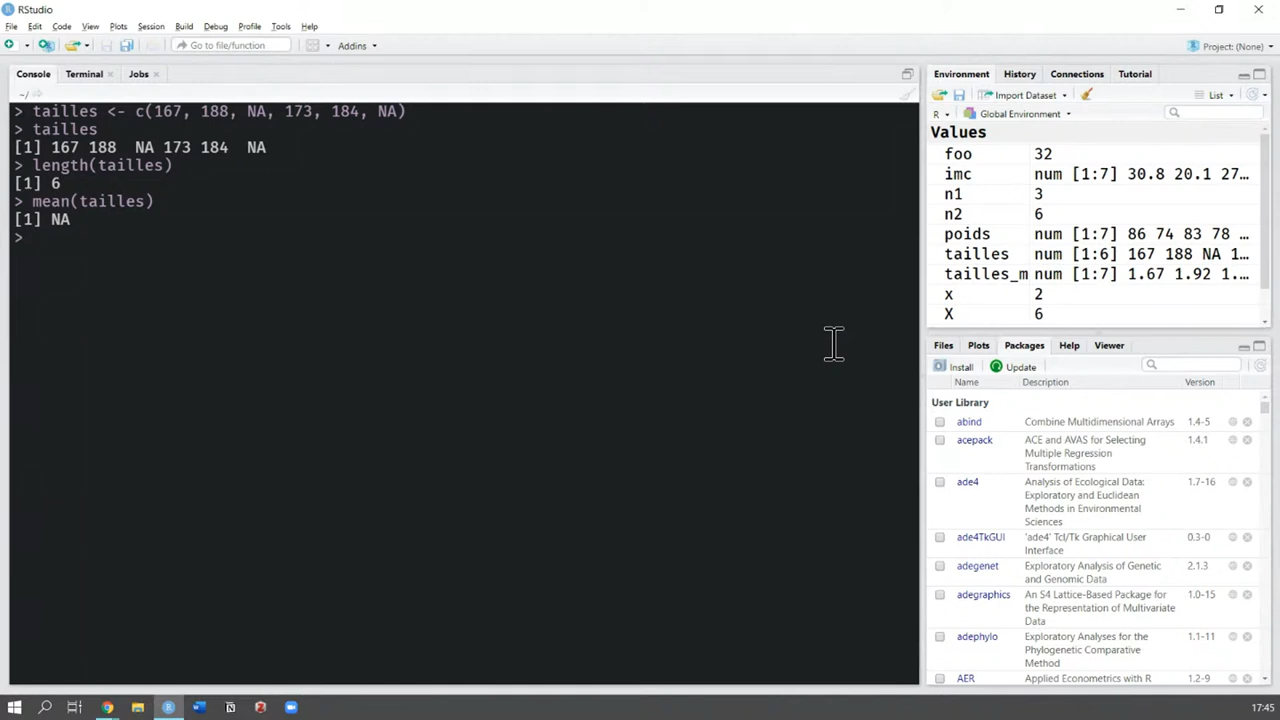 RStudio
File Edit Code View Plots Session Build Debug Profile Tools Help
Go to file/function Addins Project: (None)
Console Terminal Jobs
~/
> tailles <- c(167, 188, NA, 173, 184, NA)
> tailles
[1] 167 188  NA 173 184  NA
> length(tailles)
[1] 6
> mean(tailles)
[1] NA
>
Environment History Connections Tutorial
Import Dataset List
R Global Environment
Values
foo 32
imc num [1:7] 30.8 20.1 27…
n1 3
n2 6
poids num [1:7] 86 74 83 78 …
tailles num [1:6] 167 188 NA 1…
tailles_m num [1:7] 1.67 1.92 1.…
x 2
X 6
Files Plots Packages Help Viewer
Install Update
Name Description Version
User Library
abind Combine Multidimensional Arrays 1.4-5
acepack ACE and AVAS for Selecting 1.4.1
Multiple Regression
Transformations
ade4 Analysis of Ecological Data: 1.7-16
Exploratory and Euclidean
Methods in Environmental
Sciences
ade4TkGUI 'ade4' Tcl/Tk Graphical User 0.3-0
Interface
adegenet Exploratory Analysis of Genetic 2.1.3
and Genomic Data
adegraphics An S4 Lattice-Based Package for 1.0-15
the Representation of Multivariate
Data
adephylo Exploratory Analyses for the 1.1-11
Phylogenetic Comparative
Method
AER Applied Econometrics with R 1.2-9
17:45